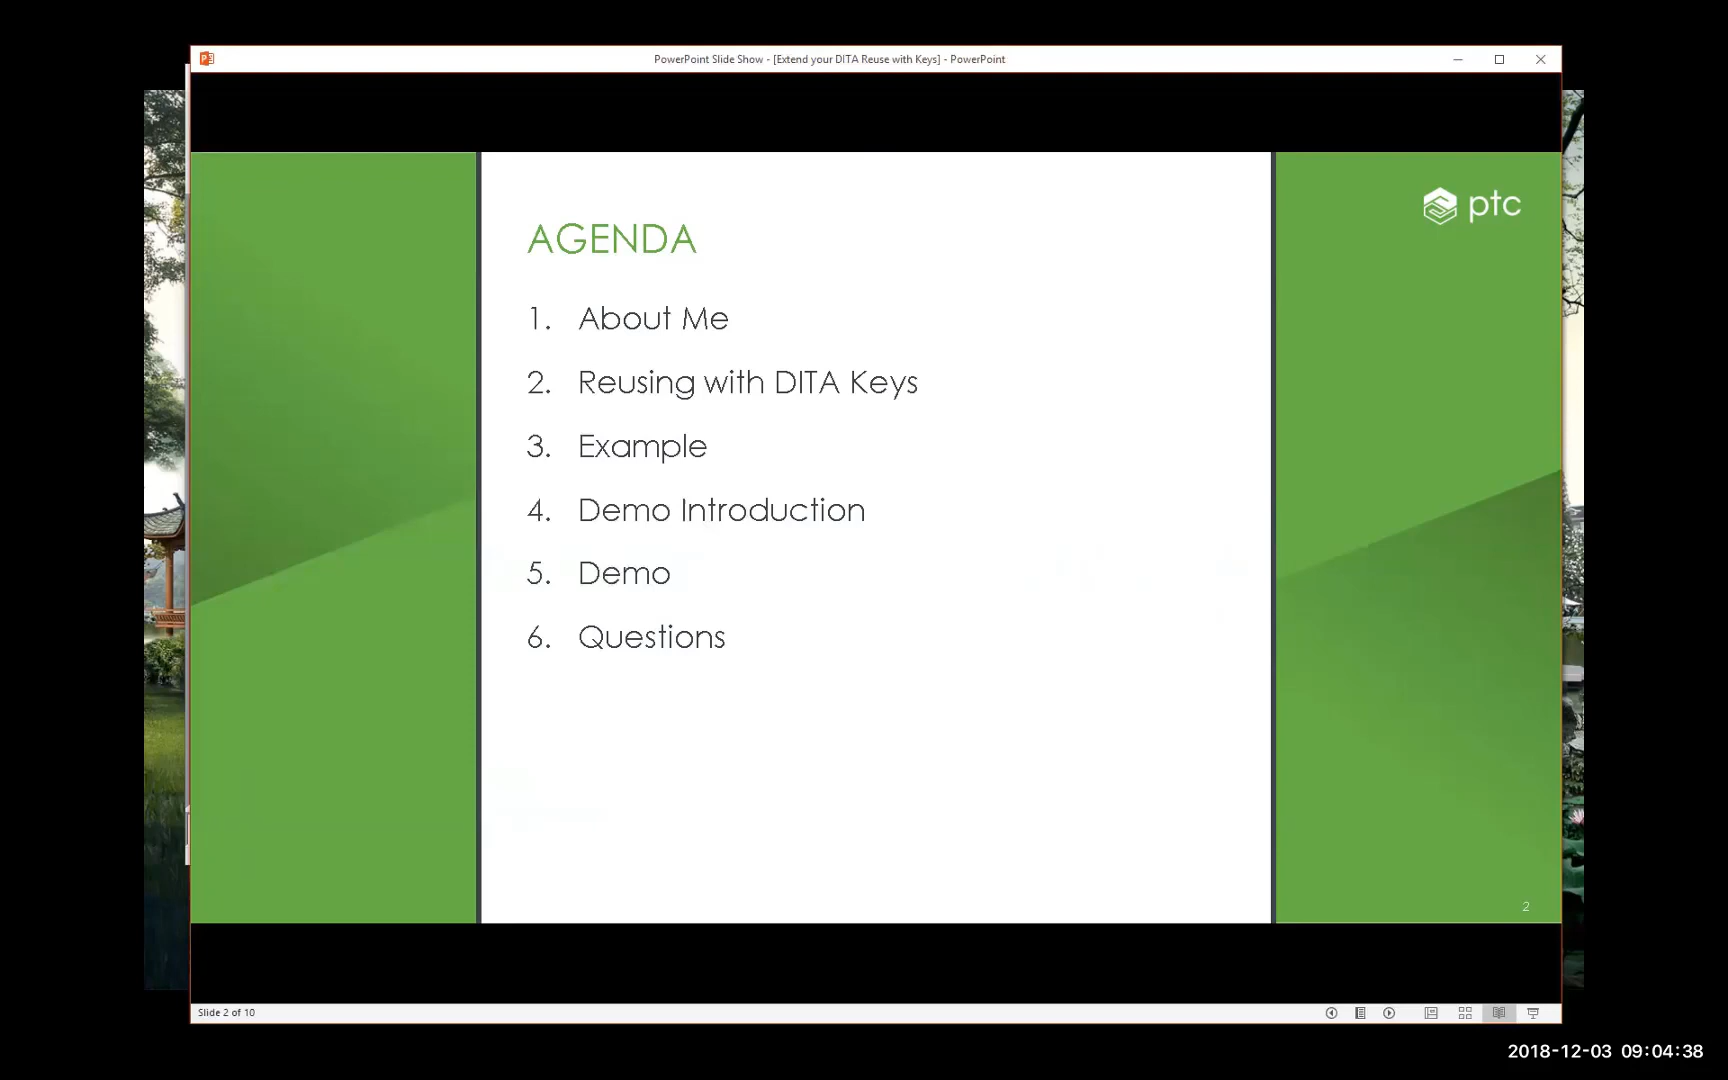 PowerPoint Slide Show - [Extend your DITA Reuse with Keys] - PowerPoint
ptc
AGENDA
1. About Me
2. Reusing with DITA Keys
3. Example
4. Demo Introduction
5. Demo
6. Questions
2
Slide 2 of 10
2018-12-03 09:04:38